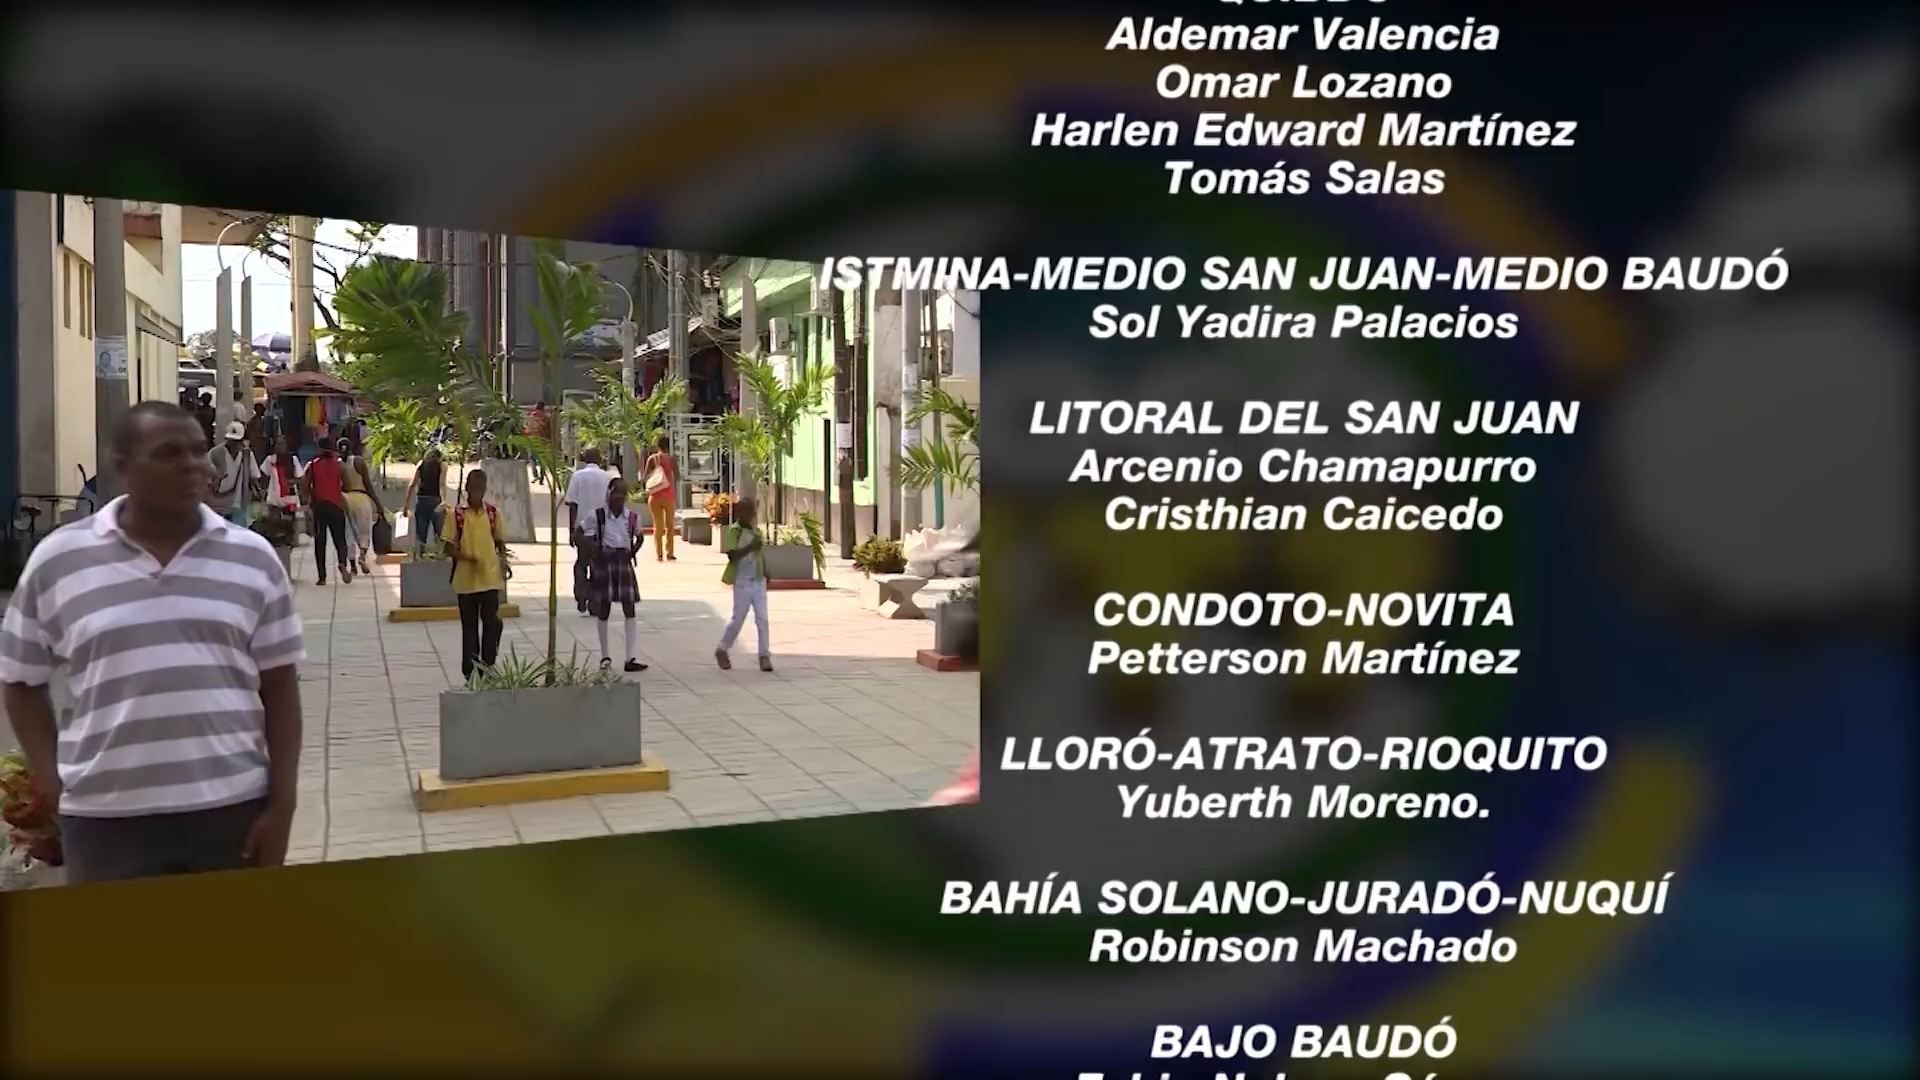 Aldemar Valencia
Omar Lozano
Harlen Edward Martínez
Tomás Salas
ISTMINA-MEDIO SAN JUAN-MEDIO BAUDÓ
Sol Yadira Palacios
LITORAL DEL SAN JUAN
Arcenio Chamapurro
Cristhian Caicedo
CONDOTO-NOVITA
Petterson Martínez
LLORÓ-ATRATO-RIOQUITO
Yuberth Moreno.
BAHÍA SOLANO-JURADÓ-NUQUÍ
Robinson Machado
BAJO BAUDÓ